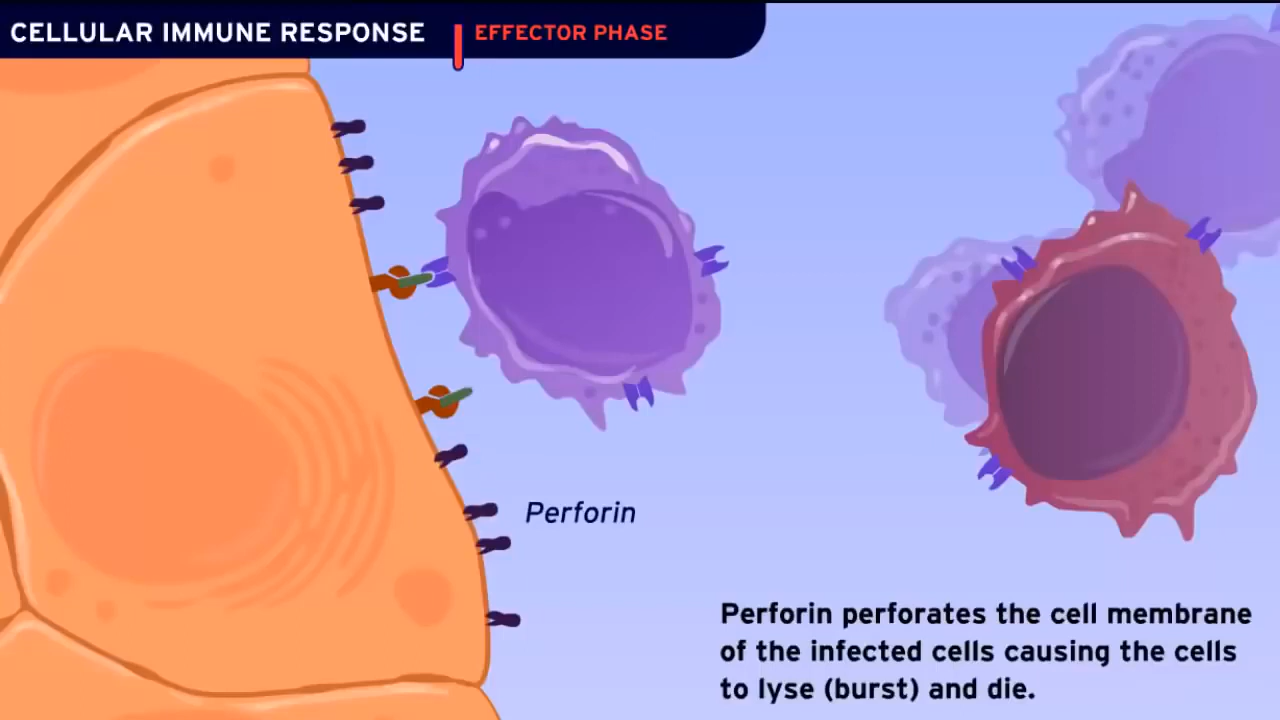 CELLULAR IMMUNE RESPONSE
EFFECTOR PHASE
Perforin
Perforin perforates the cell membrane
of the infected cells causing the cells
to lyse (burst) and die.